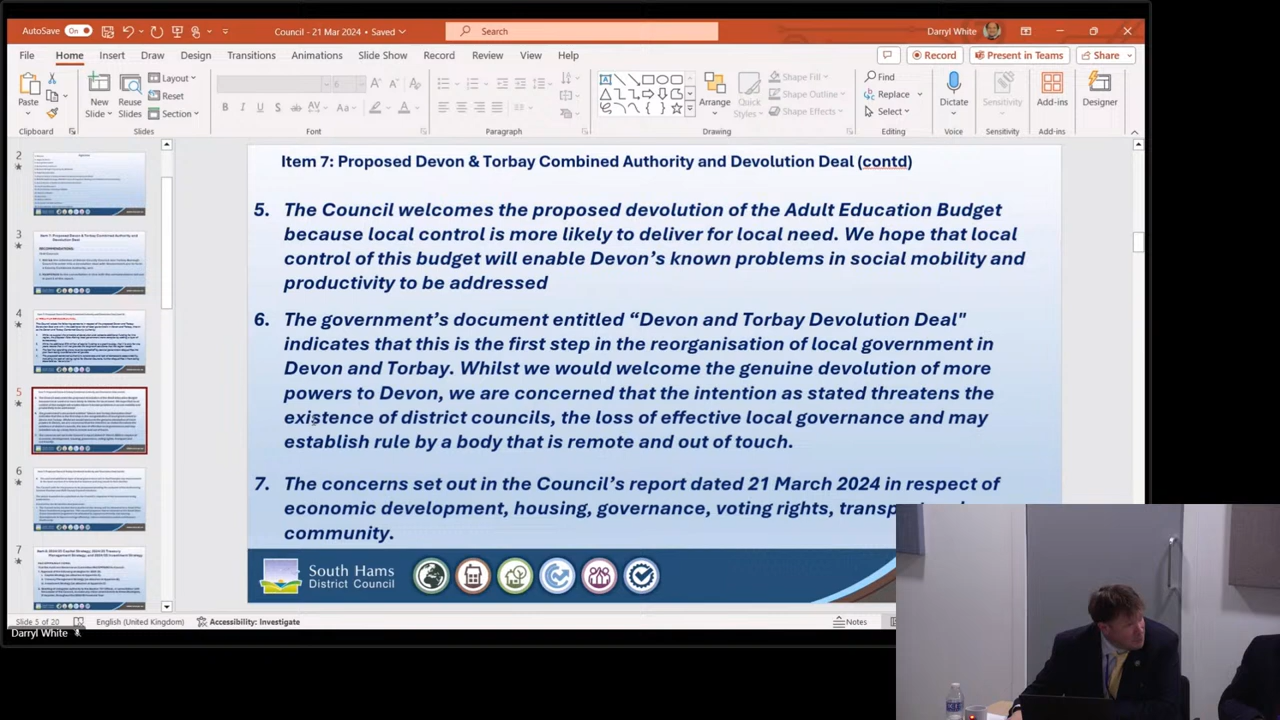 AutoSave On Council - 21 Mar 2024 • Saved Search Darryl White
File Home Insert Draw Design Transitions Animations Slide Show Record Review View Help Record Present in Teams Share
Paste New Slide Reuse Slides Layout Reset Section Arrange Quick Styles Shape Fill Shape Outline Shape Effects Find Replace Select Dictate Sensitivity Add-ins Designer
Clipboard Slides Font Paragraph Drawing Editing Voice Sensitivity Add-ins
2
3
4
5
6
7
Item 7: Proposed Devon & Torbay Combined Authority and Devolution Deal (contd)
5. The Council welcomes the proposed devolution of the Adult Education Budget
because local control is more likely to deliver for local need. We hope that local
control of this budget will enable Devon's known problems in social mobility and
productivity to be addressed
6. The government's document entitled “Devon and Torbay Devolution Deal"
indicates that this is the first step in the reorganisation of local government in
Devon and Torbay. Whilst we would welcome the genuine devolution of more
powers to Devon, we are concerned that the intention as stated threatens the
existence of districts and the loss of effective local governance and may
establish rule by a body that is remote and out of touch.
7. The concerns set out in the Council's report dated 21 March 2024 in respect of
economic development, housing, governance, voting rights, transp
community.
South Hams
District Council
Slide 5 of 20 English (United Kingdom) Accessibility: Investigate Notes
Darryl White